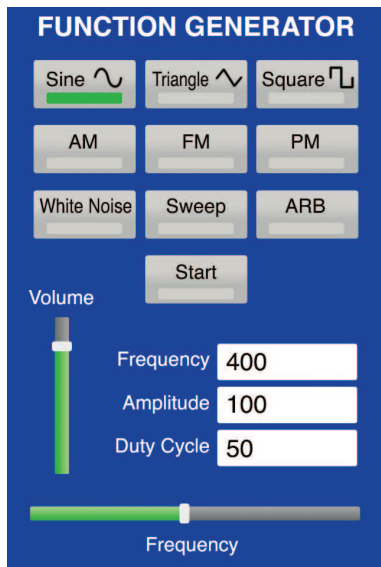 FUNCTION GENERATOR
Sine Triangle Square
AM FM PM
White Noise Sweep ARB
Start
Volume
Frequency 400
Amplitude 100
Duty Cycle 50
Frequency